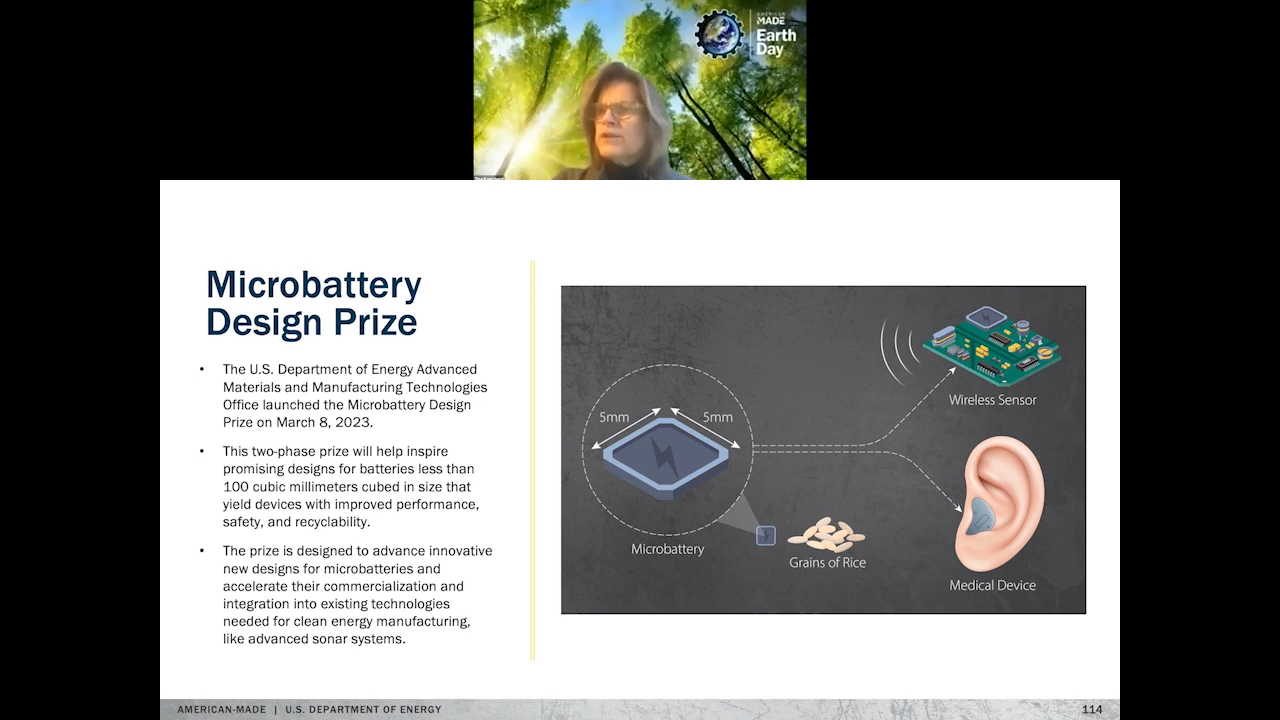 AMERICAN
MADE
Earth
Day
Microbattery
Design Prize
• The U.S. Department of Energy Advanced
Materials and Manufacturing Technologies
Office launched the Microbattery Design
Prize on March 8, 2023.
• This two-phase prize will help inspire
promising designs for batteries less than
100 cubic millimeters cubed in size that
yield devices with improved performance,
safety, and recyclability.
• The prize is designed to advance innovative
new designs for microbatteries and
accelerate their commercialization and
integration into existing technologies
needed for clean energy manufacturing,
like advanced sonar systems.
5mm 5mm
Microbattery
Grains of Rice
Wireless Sensor
Medical Device
AMERICAN-MADE | U.S. DEPARTMENT OF ENERGY
114